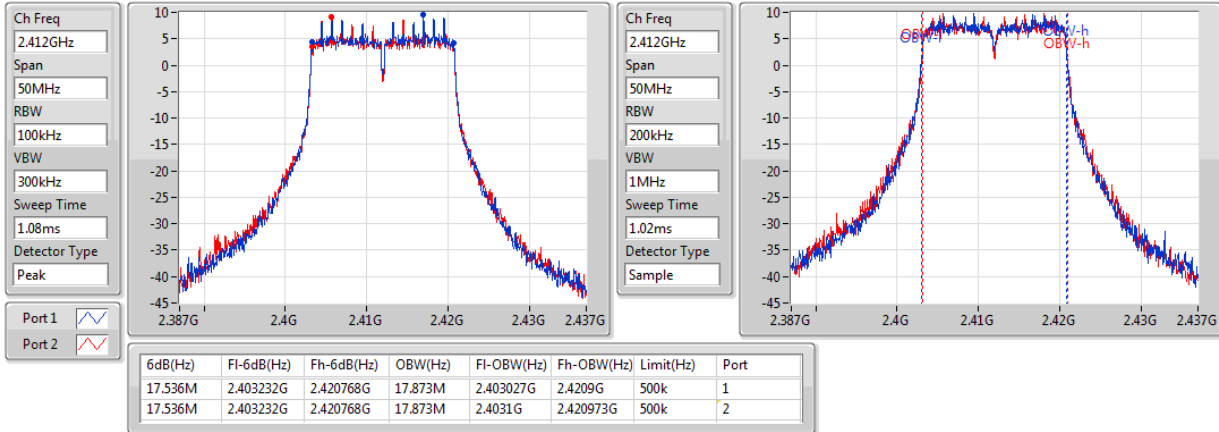 Ch Freq
2.412GHz
Span
50MHz
RBW
100kHz
VBW
300kHz
Sweep Time
1.08ms
Detector Type
Peak
10
5
0
-5
-10
-15
-20
-25
-30
-35
-40
-45
2.387G 2.4G 2.41G 2.42G 2.43G 2.437G
Ch Freq
2.412GHz
Span
50MHz
RBW
200kHz
VBW
1MHz
Sweep Time
1.02ms
Detector Type
Sample
10
5
0
-5
-10
-15
-20
-25
-30
-35
-40
-45
OBW-h
OBW-h
2.387G 2.4G 2.41G 2.42G 2.43G 2.437G
Port 1
Port 2
6dB(Hz) Fl-6dB(Hz) Fh-6dB(Hz) OBW(Hz) Fl-OBW(Hz) Fh-OBW(Hz) Limit(Hz) Port
17.536M 2.403232G 2.420768G 17.873M 2.403027G 2.4209G 500k 1
17.536M 2.403232G 2.420768G 17.873M 2.4031G 2.420973G 500k 2